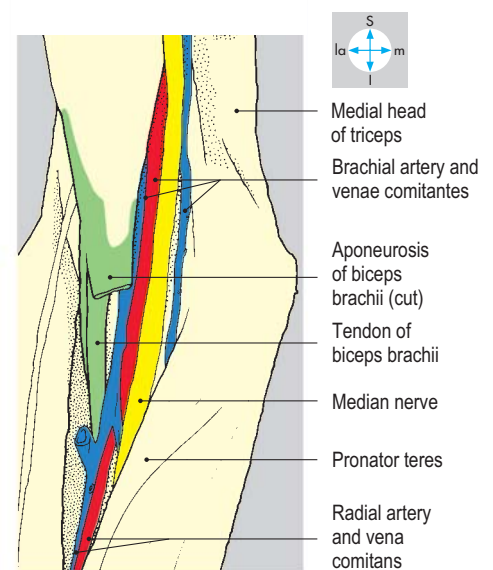 S
la m
I
Medial head
of triceps
Brachial artery and
venae comitantes
Aponeurosis
of biceps
brachii (cut)
Tendon of
biceps brachii
Median nerve
Pronator teres
Radial artery
and vena
comitans